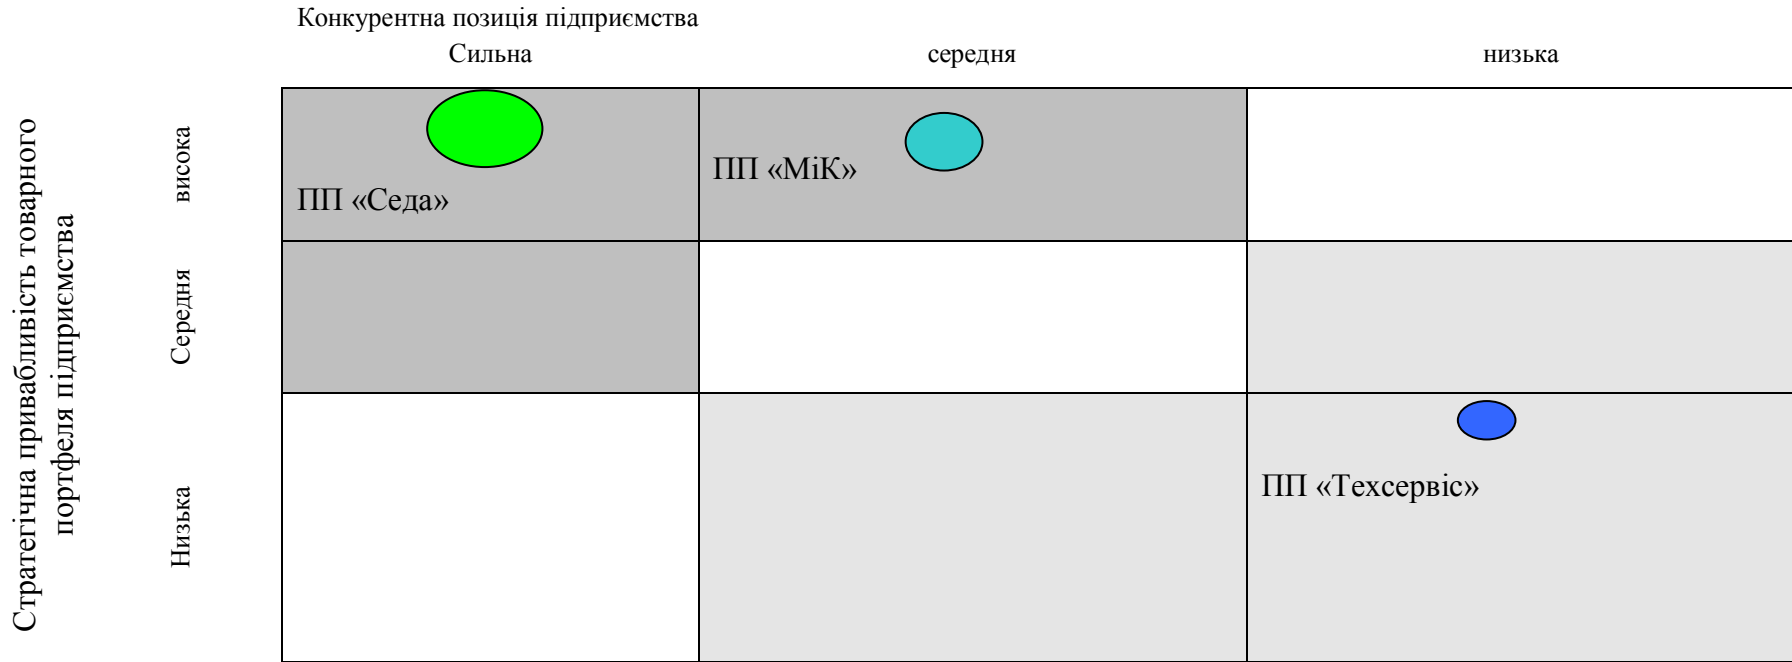 Конкурентна позиція підприємства
Сильна
середня
низька
Стратегічна привабливість товарного
портфеля підприємства
висока
ПП «Седа»
ПП «МіК»
Середня
Низька
ПП «Техсервіс»